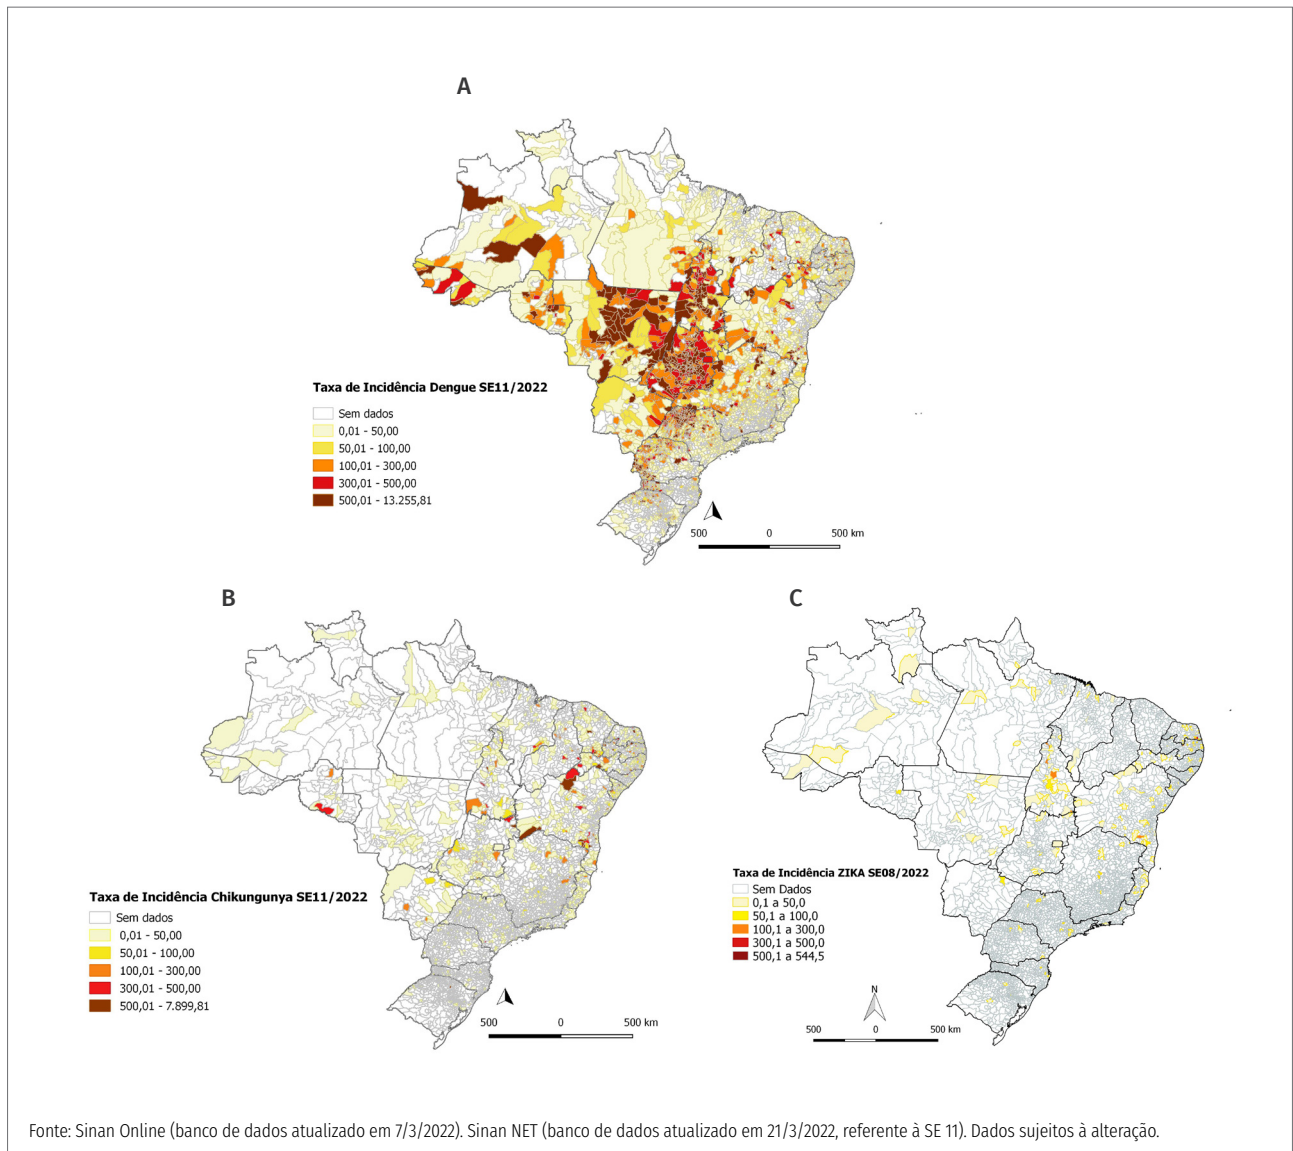 A
Taxa de Incidência Dengue SE11/2022
Sem dados
0,01 - 50,00
50,01 - 100,00
100,01 - 300,00
300,01 - 500,00
500,01 - 13.255,81
500 0 500 km
B
Taxa de Incidência Chikungunya SE11/2022
Sem dados
0,01 - 50,00
50,01 - 100,00
100,01 - 300,00
300,01 - 500,00
500,01 - 7.899,81
500 0 500 km
C
Taxa de Incidência ZIKA SE08/2022
Sem Dados
0,1 a 50,0
50,1 a 100,0
100,1 a 300,0
300,1 a 500,0
500,1 a 544,5
N
500 0 500 km
Fonte: Sinan Online (banco de dados atualizado em 7/3/2022). Sinan NET (banco de dados atualizado em 21/3/2022, referente à SE 11). Dados sujeitos à alteração.